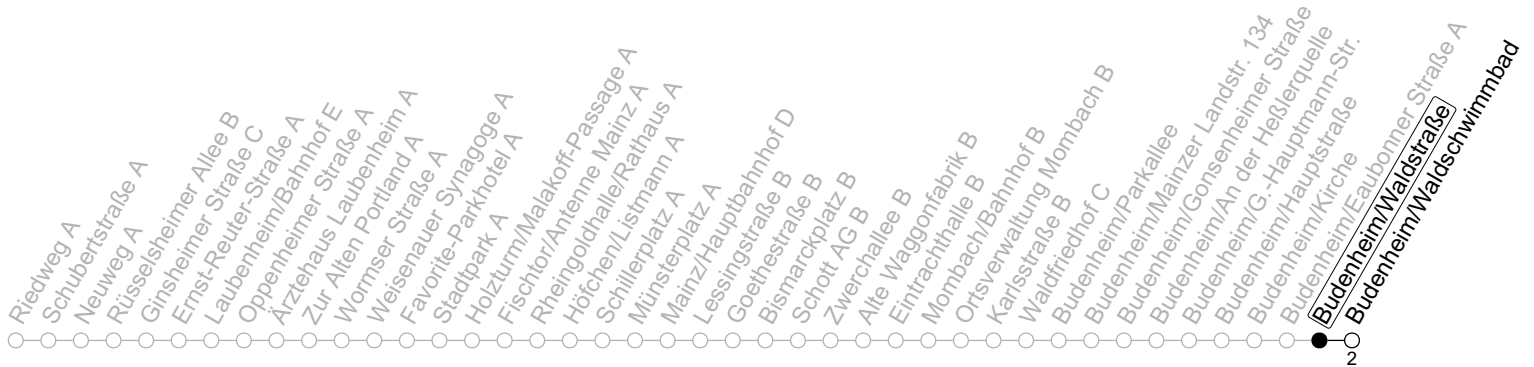 Riedweg A
Schubertstraße A
Neuweg A
Rüsselsheimer Allee B
Ginsheimer Straße C
Ernst-Reuter-Straße A
Laubenheim/Bahnhof E
Oppenheimer Straße A
Ärztehaus Laubenheim A
Zur Alten Portland A
Wormser Straße A
Weisenauer Synagoge A
Favorite-Parkhotel A
Stadtpark A
Holzturm/Malakoff-Passage A
Fischtor/Antenne Mainz A
Rheingoldhalle/Rathaus A
Höfchen/Listmann A
Schillerplatz A
Münsterplatz A
Mainz/Hauptbahnhof D
Lessingstraße B
Goethestraße B
Bismarckplatz B
Schott AG B
Zwerchallee B
Alte Waggonfabrik B
Eintrachthalle B
Mombach/Bahnhof B
Ortsverwaltung Mombach B
Karlsstraße B
Waldfriedhof C
Budenheim/Parkallee
Budenheim/Mainzer Landstr. 134
Budenheim/Gonsenheimer Straße
Budenheim/An der Heßlerquelle
Budenheim/G.-Hauptmann-Str.
Budenheim/Hauptstraße
Budenheim/Kirche
Budenheim/Eaubonner Straße A
Budenheim/Waldstraße
Budenheim/Waldschwimmbad
2